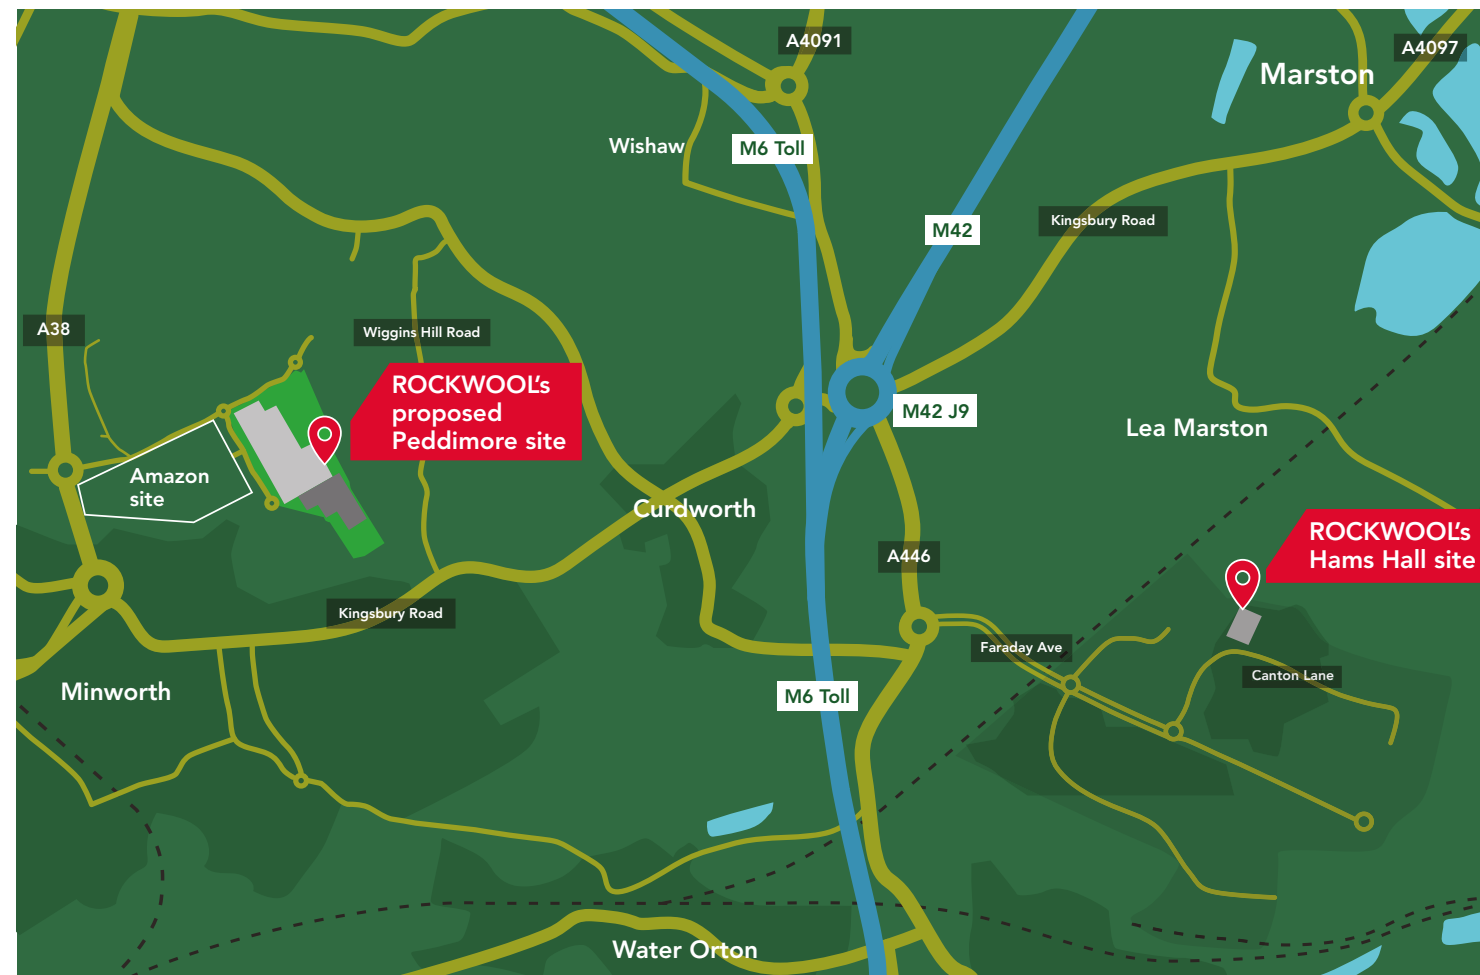 A4091
A4097
Marston
Wishaw
M6 Toll
Kingsbury Road
M42
A38
Wiggins Hill Road
ROCKWOOL's
proposed
Peddimore site
M42 J9
Lea Marston
Amazon
site
Curdworth
ROCKWOOL's
Hams Hall site
A446
Kingsbury Road
Faraday Ave
Canton Lane
Minworth
M6 Toll
Water Orton